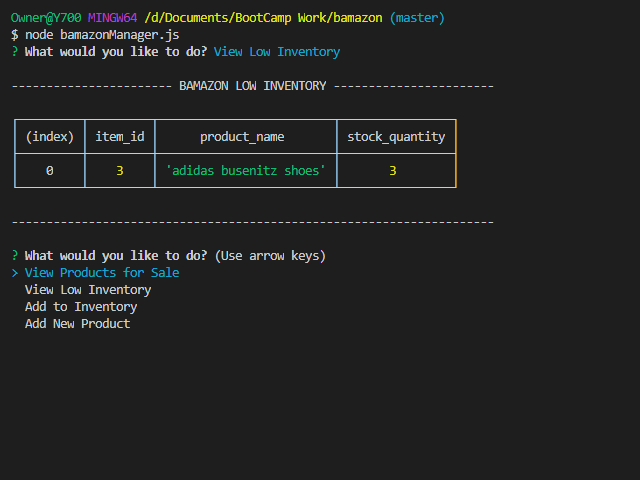 Owner@Y700 MINGW64 /d/Documents/BootCamp Work/bamazon (master)
$ node bamazonManager.js
? What would you like to do? View Low Inventory
----------------------- BAMAZON LOW INVENTORY -----------------------
(index) item_id product_name stock_quantity
0 3 'adidas busenitz shoes' 3
---------------------------------------------------------------------
? What would you like to do? (Use arrow keys)
> View Products for Sale
View Low Inventory
Add to Inventory
Add New Product